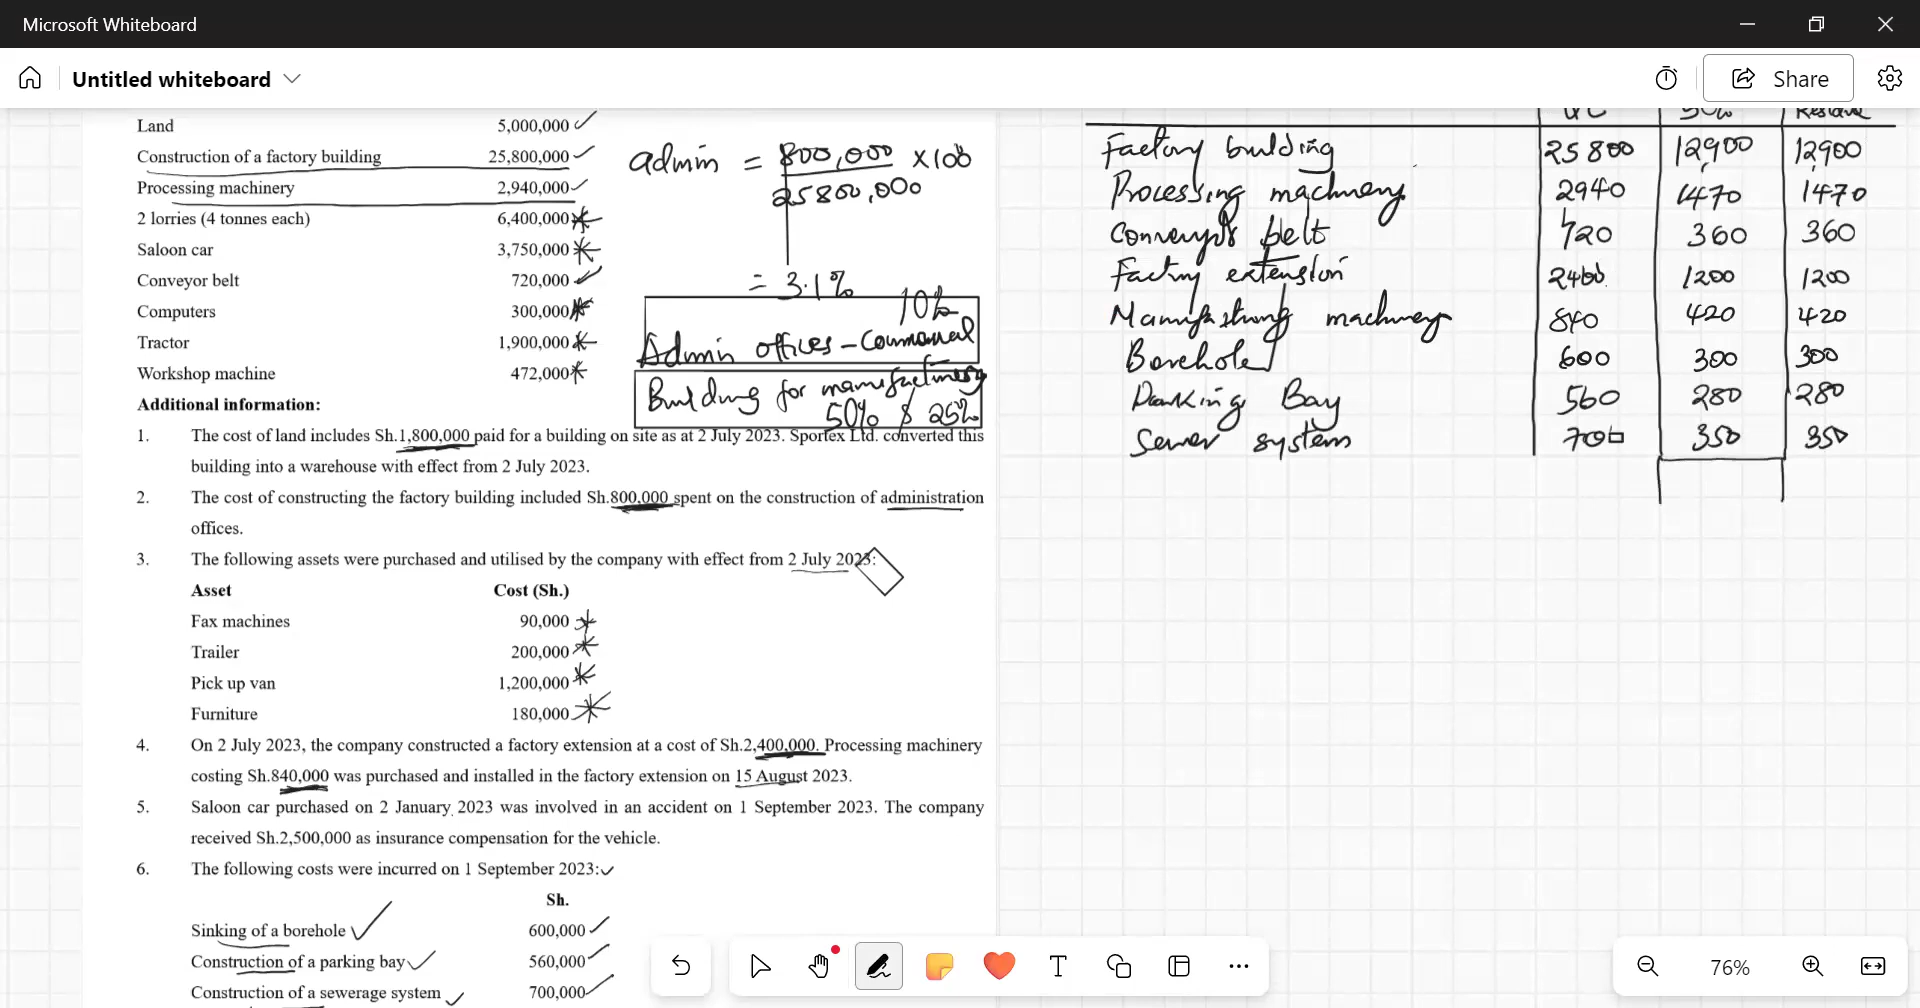 Microsoft Whiteboard
Untitled whiteboard
Share
Land 5,000,000
Construction of a factory building 25,800,000
Processing machinery 2,940,000
2 lorries (4 tonnes each) 6,400,000
Saloon car 3,750,000
Conveyor belt 720,000
Computers 300,000
Tractor 1,900,000
Workshop machine 472,000
admin = 800,000 x 100
25800,000
= 3.1%
10%
Admin offices - Commercial
Building for manufacturing
50% & 25%
Additional information:
1. The cost of land includes Sh.1,800,000 paid for a building on site as at 2 July 2023. Sportex Ltd. converted this
building into a warehouse with effect from 2 July 2023.
2. The cost of constructing the factory building included Sh.800,000 spent on the construction of administration
offices.
3. The following assets were purchased and utilised by the company with effect from 2 July 2023:
Asset Cost (Sh.)
Fax machines 90,000
Trailer 200,000
Pick up van 1,200,000
Furniture 180,000
4. On 2 July 2023, the company constructed a factory extension at a cost of Sh.2,400,000. Processing machinery
costing Sh.840,000 was purchased and installed in the factory extension on 15 August 2023.
5. Saloon car purchased on 2 January 2023 was involved in an accident on 1 September 2023. The company
received Sh.2,500,000 as insurance compensation for the vehicle.
6. The following costs were incurred on 1 September 2023:
Sh.
Sinking of a borehole 600,000
Construction of a parking bay 560,000
Construction of a sewerage system 700,000
Factory building 25800 12,900 12,900
Processing machinery 2940 1470 1470
Conveyor belt 720 360 360
Factory extension 2400 1200 1200
840 420 420
Borehole 600 300 300
Parking Bay 560 280 280
Sewer system 700 350 350
76%